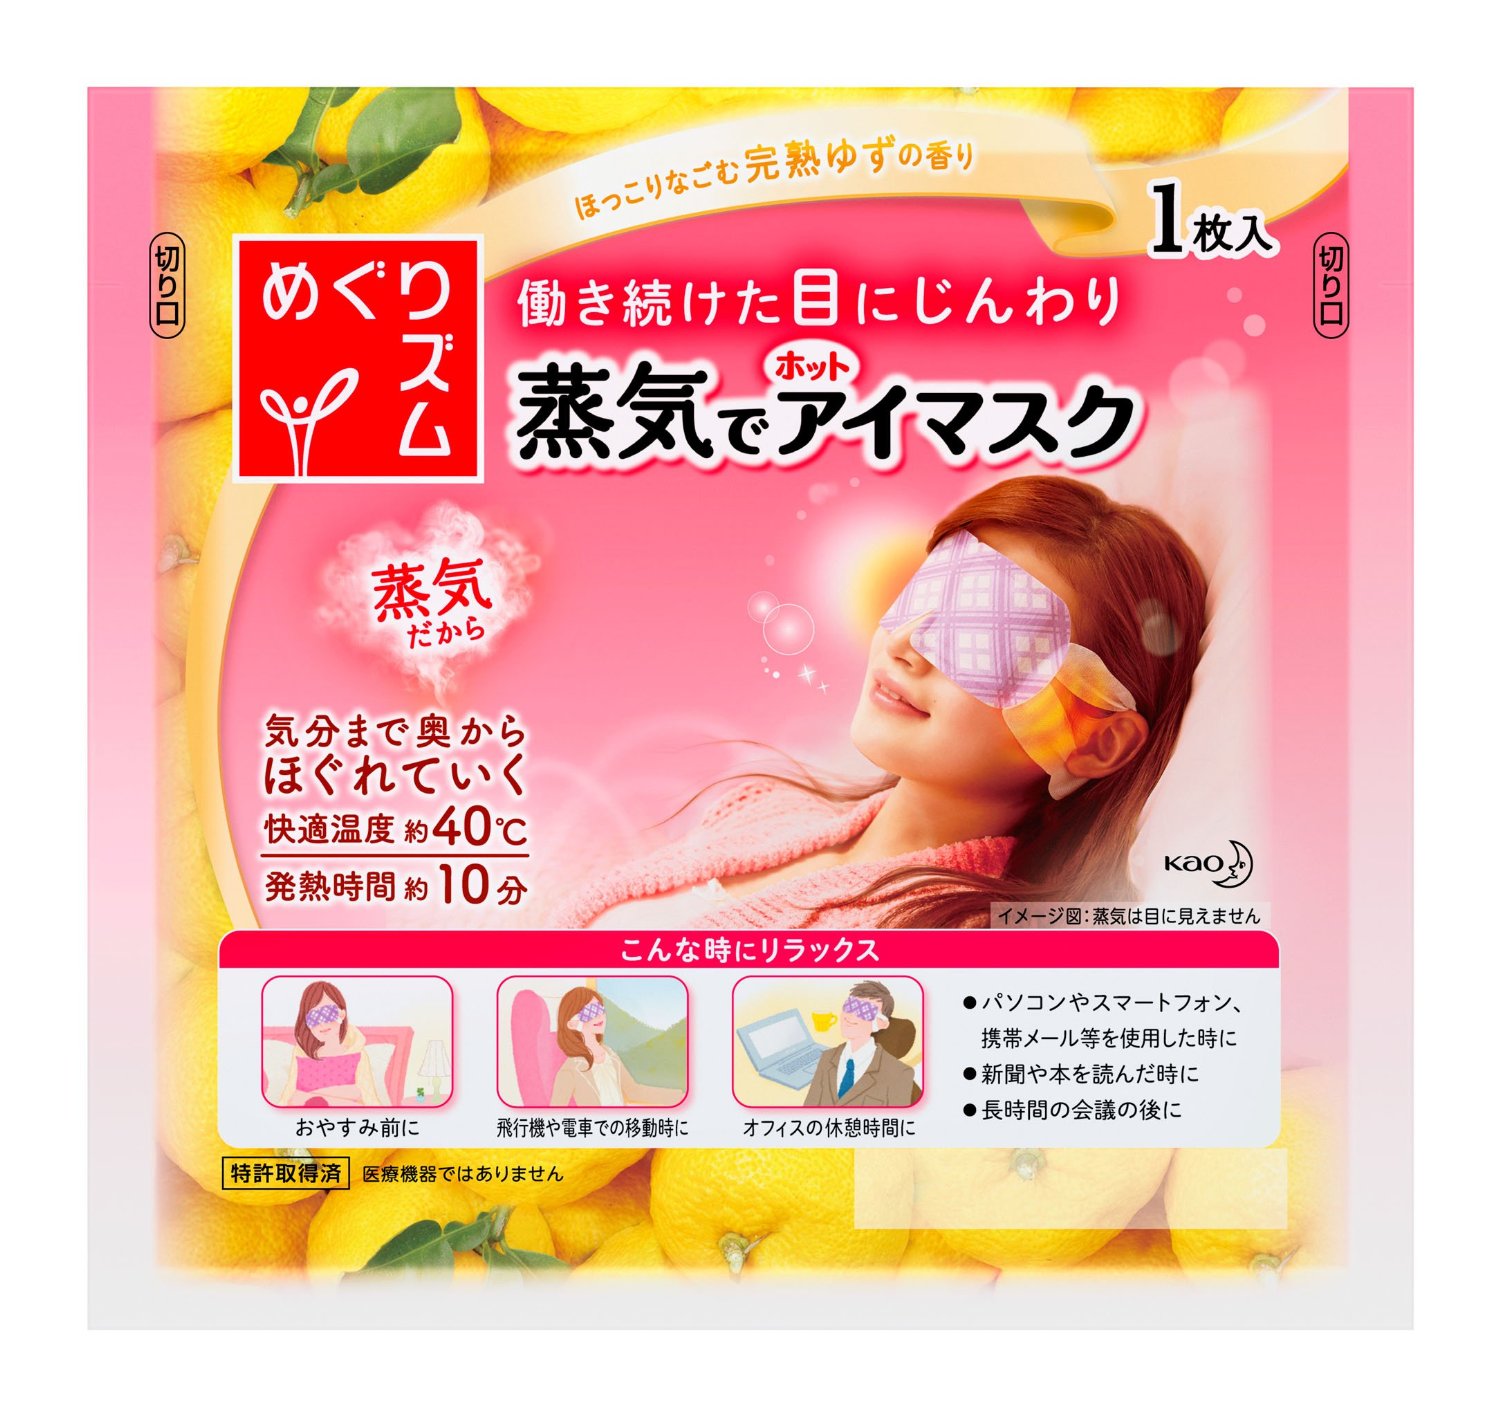 ほっこりなごむ完熟ゆずの香り
1枚入
切り口
切り口
めぐり
ズム
働き続けた目にじんわり
ホット
蒸気でアイマスク
蒸気
だから
気分まで奥から
ほぐれていく
快適温度 約40℃
発熱時間 約10分
Kao
イメージ図：蒸気は目に見えません
こんな時にリラックス
おやすみ前に
飛行機や電車での移動時に
オフィスの休憩時間に
●パソコンやスマートフォン、
携帯メール等を使用した時に
●新聞や本を読んだ時に
●長時間の会議の後に
特許取得済 医療機器ではありません